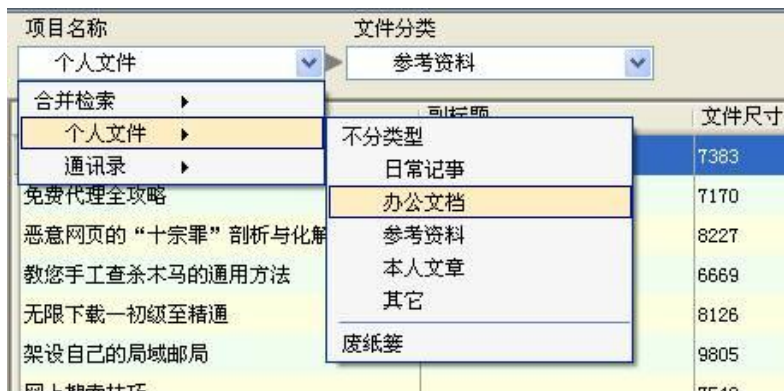 项目名称 文件分类
个人文件 参考资料
合并检索
个人文件
通讯录
副标题 文件尺寸
不分类型
日常记事
办公文档
参考资料
本人文章
其它
废纸篓
7383
免费代理全攻略 7170
恶意网页的“十宗罪”剖析与化解 8227
教您手工查杀木马的通用方法 6669
无限下载一初级至精通 8126
架设自己的局域邮局 9805
网上搜索技巧